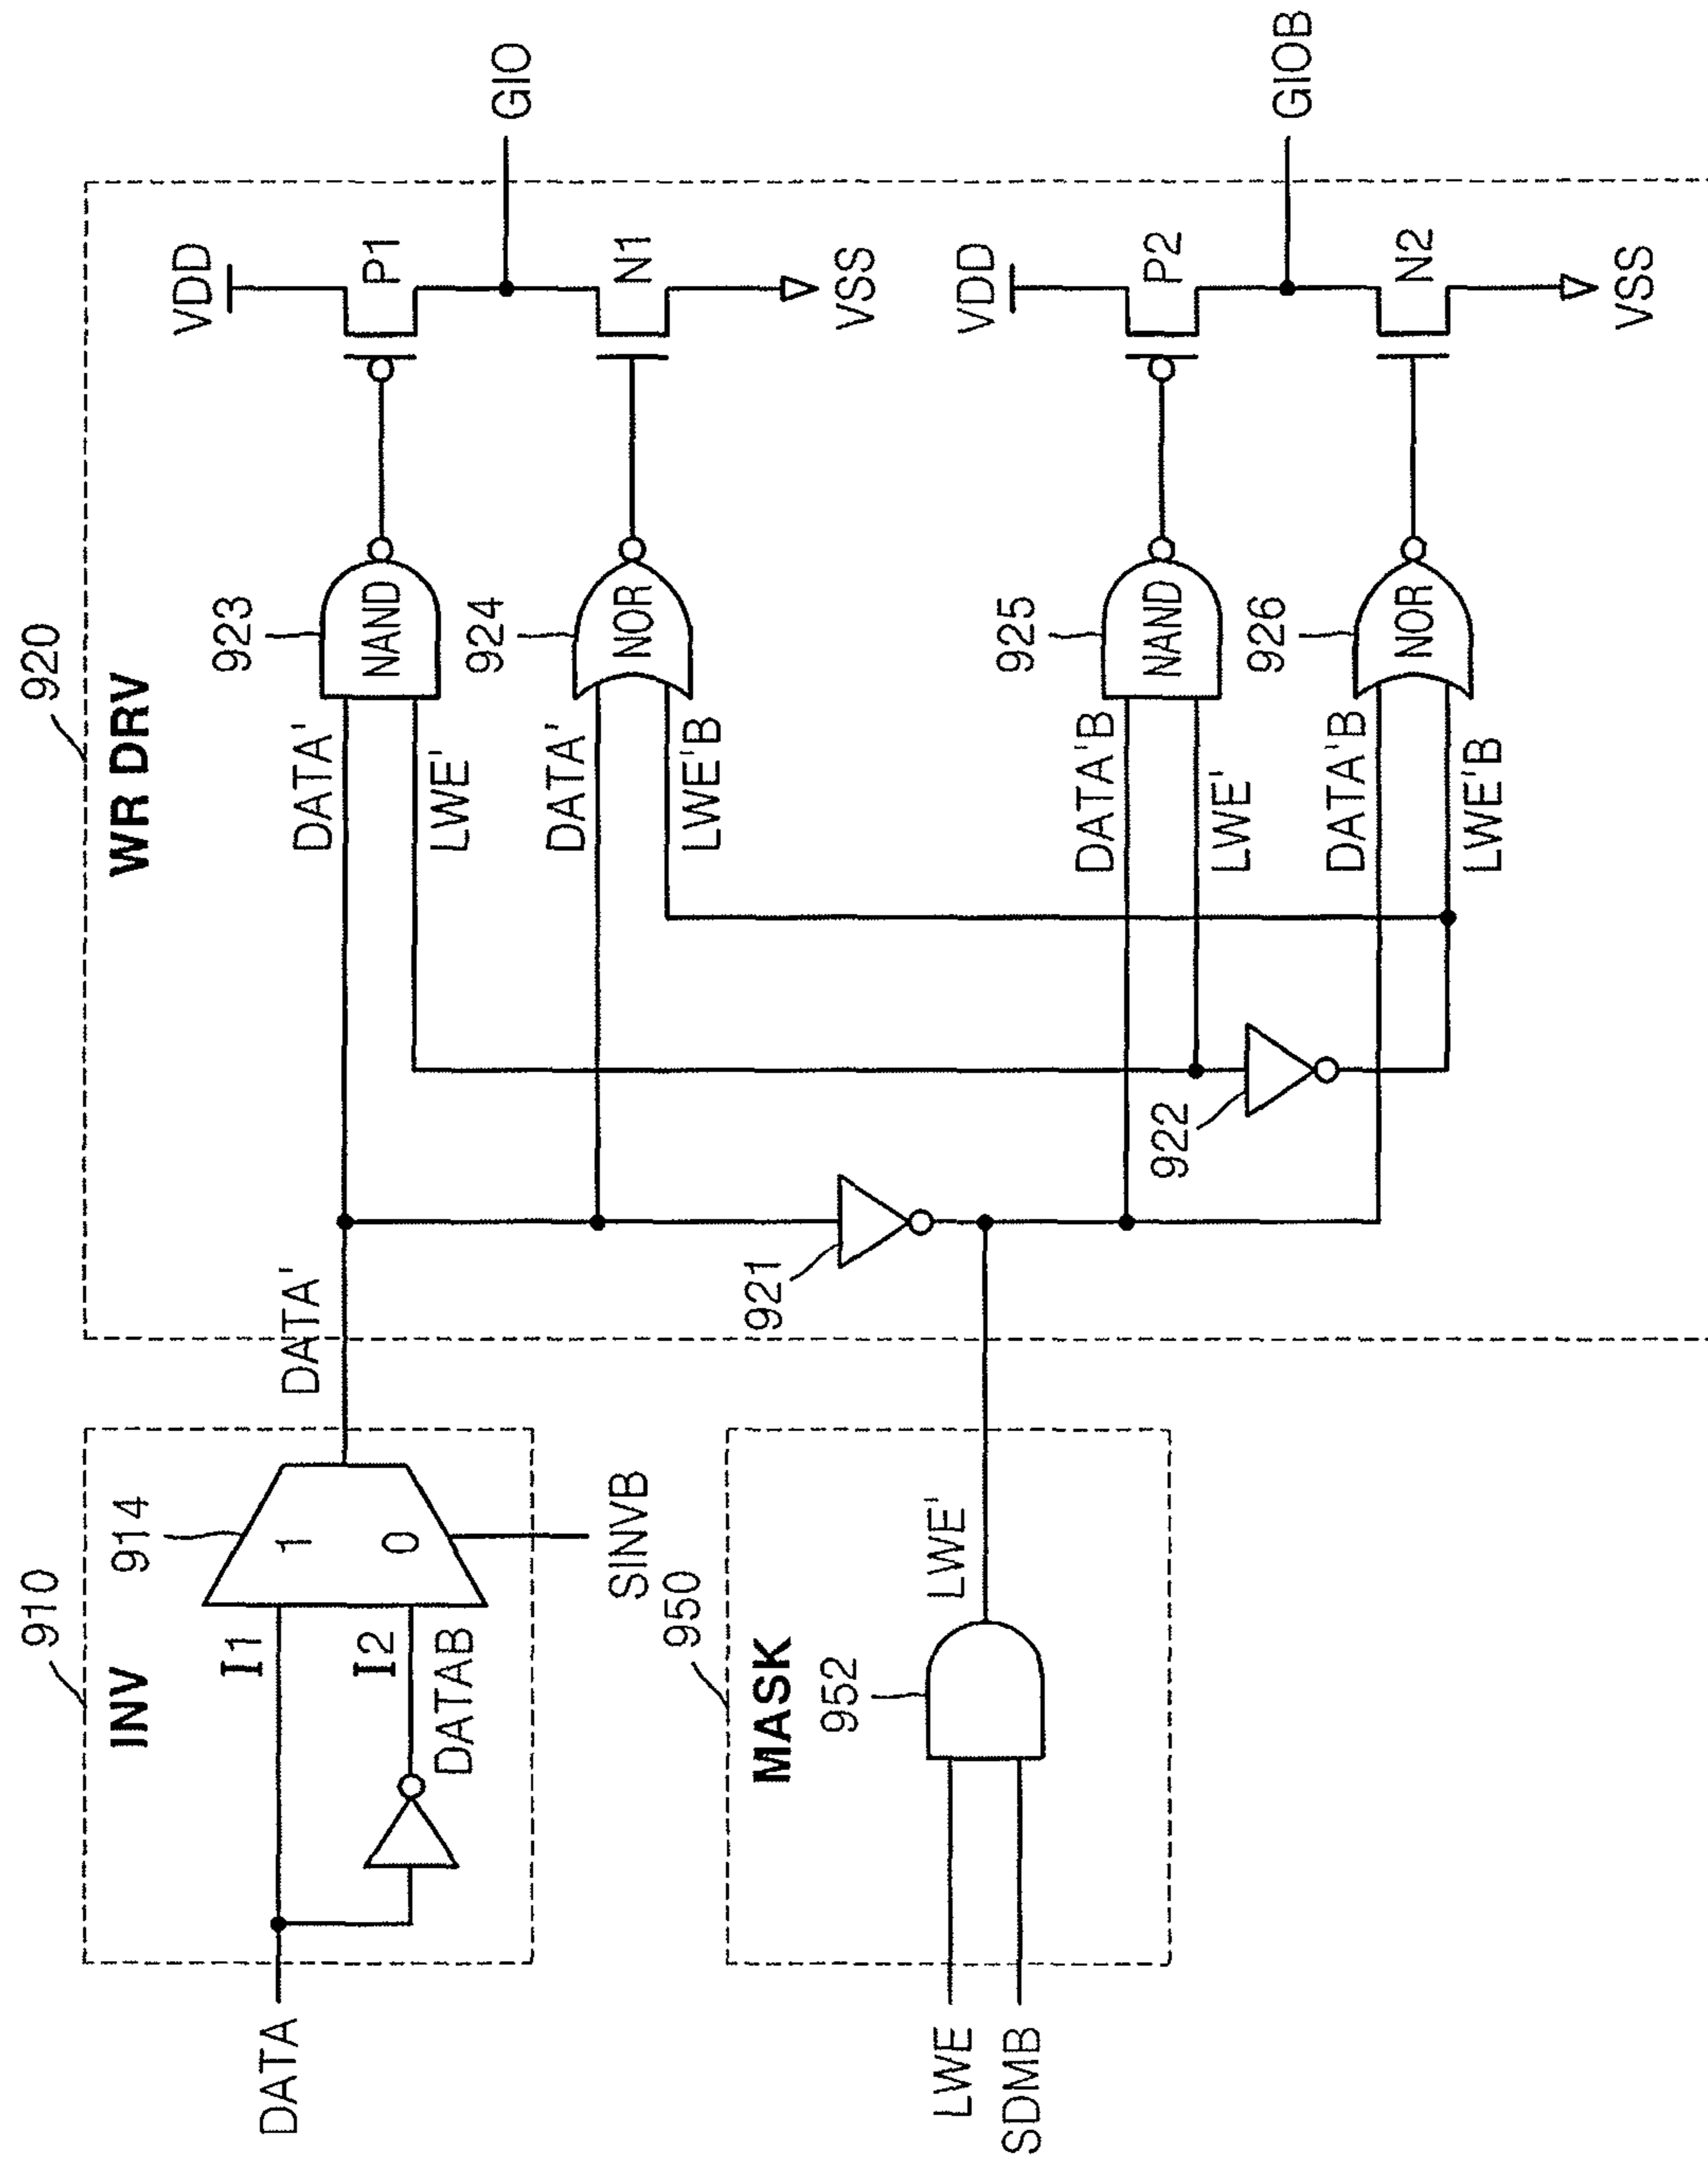 910
INV
914
1
0
I1
I2
DATAB
DATA
SINVB
DATA'
950
MASK
952
LWE
SDMB
LWE'
920
WR DRV
921
922
DATA'
LWE'
923
NAND
DATA'
LWE'B
924
NOR
DATA'B
LWE'
925
NAND
DATA'B
LWE'B
926
NOR
VDD
P1
GIO
N1
VSS
VDD
P2
GIOB
N2
VSS